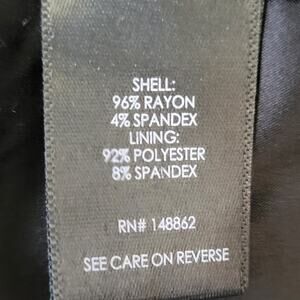 SHELL:
96% RAYON
4% SPANDEX
LINING:
92% POLYESTER
8% SPANDEX
RN# 148862
SEE CARE ON REVERSE